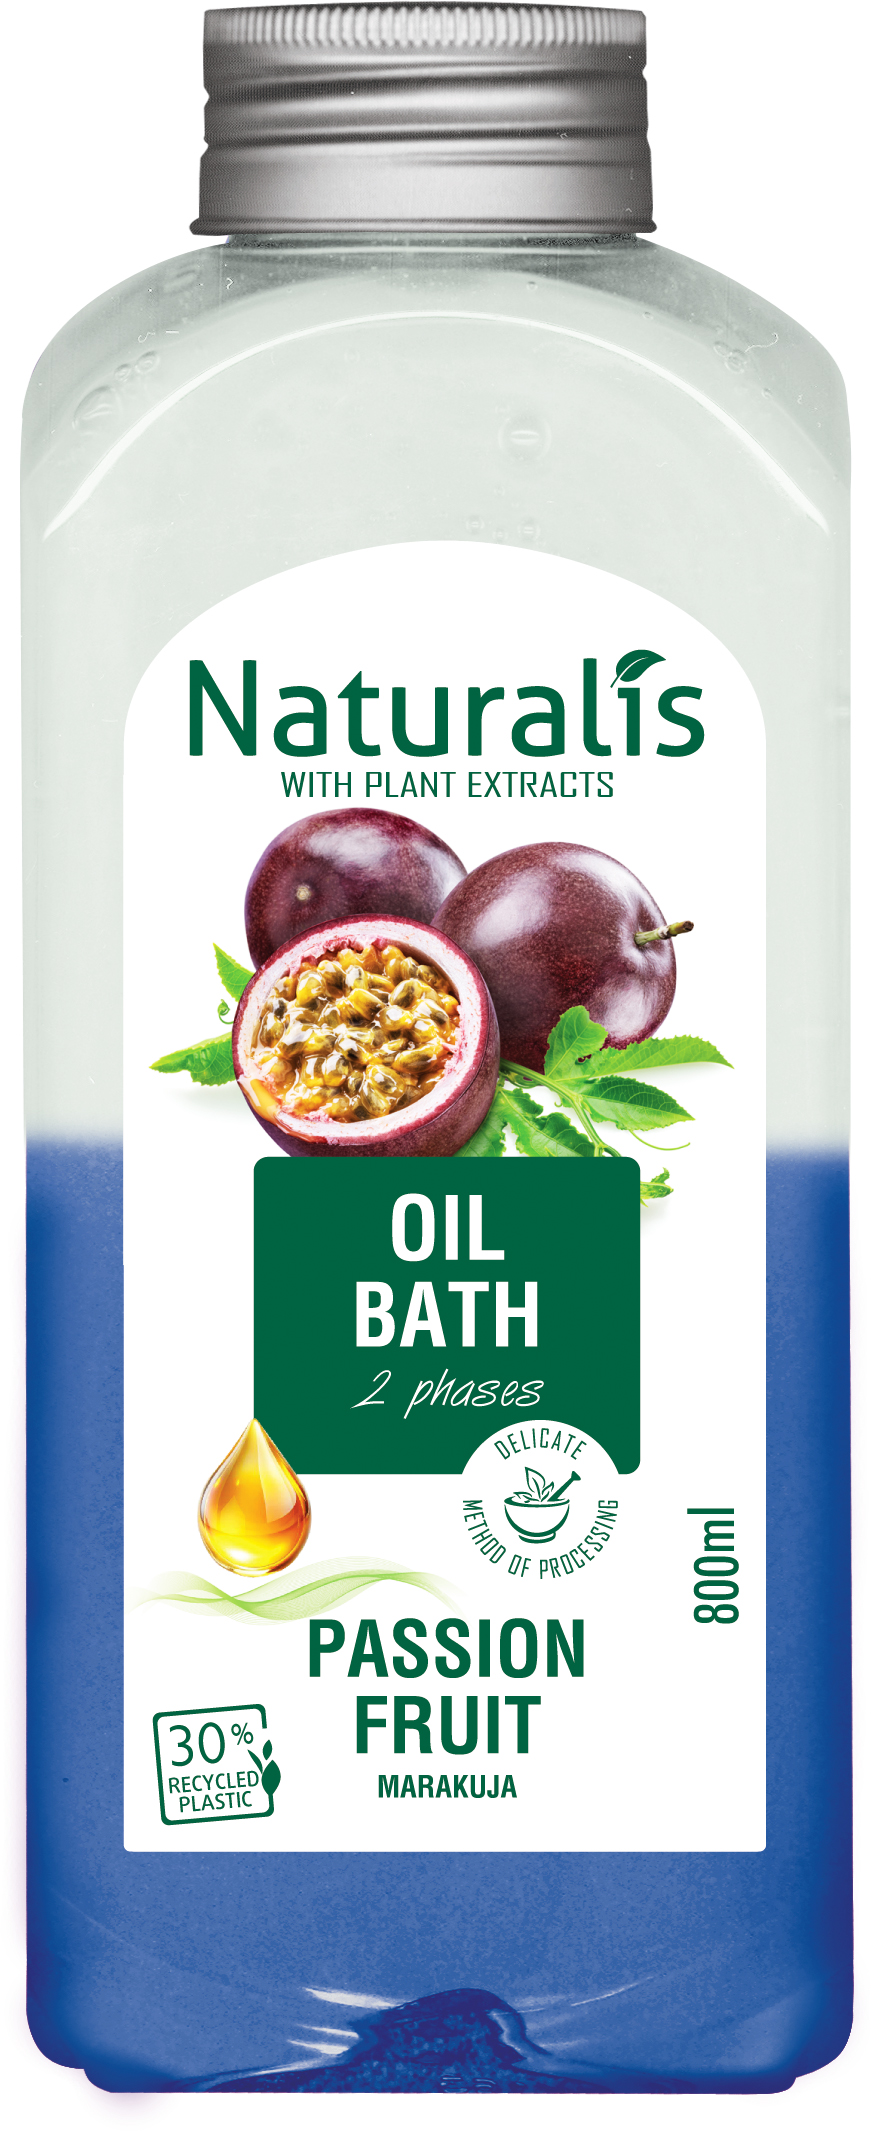 Naturalis
WITH PLANT EXTRACTS
OIL
BATH
2 phases
DELICATE
METHOD OF PROCESSING
800ml
PASSION
FRUIT
MARAKUJA
30%
RECYCLED
PLASTIC